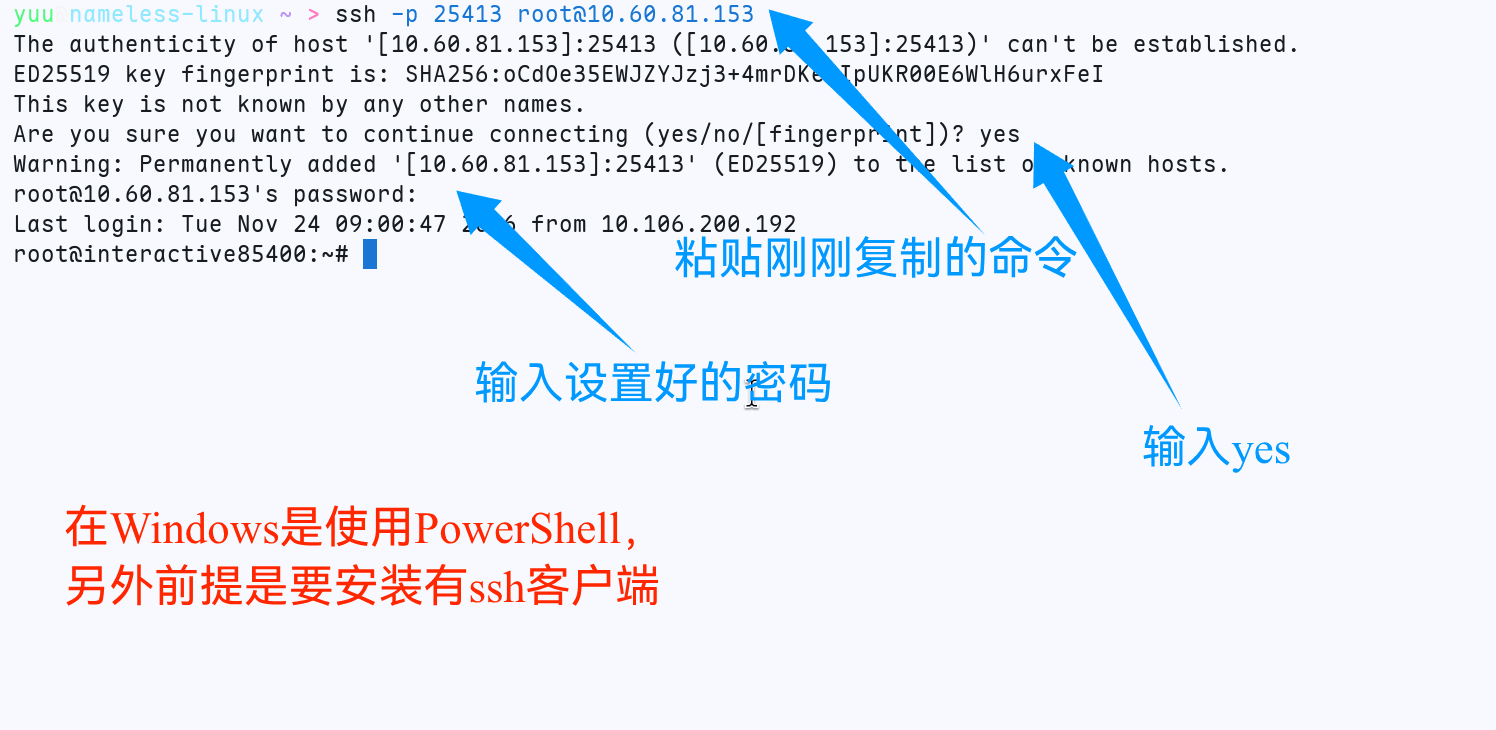 yuu@nameless-linux ~ > ssh -p 25413 root@10.60.81.153
The authenticity of host '[10.60.81.153]:25413 ([10.60. 153]:25413)' can't be established.
ED25519 key fingerprint is:
This key is not known by any other names.
Are you sure you want to continue connecting (yes/no/[fingerprint])? yes
Warning: Permanently added '[10.60.81.153]:25413' (ED25519) to the list of known hosts.
root@10.60.81.153's password:
Last login: Tue Nov 24 09:00:47 from 10.106.200.192
root@interactive85400:~#
粘贴刚刚复制的命令
输入设置好的密码
输入yes
在Windows是使用PowerShell,
另外前提是要安装有ssh客户端